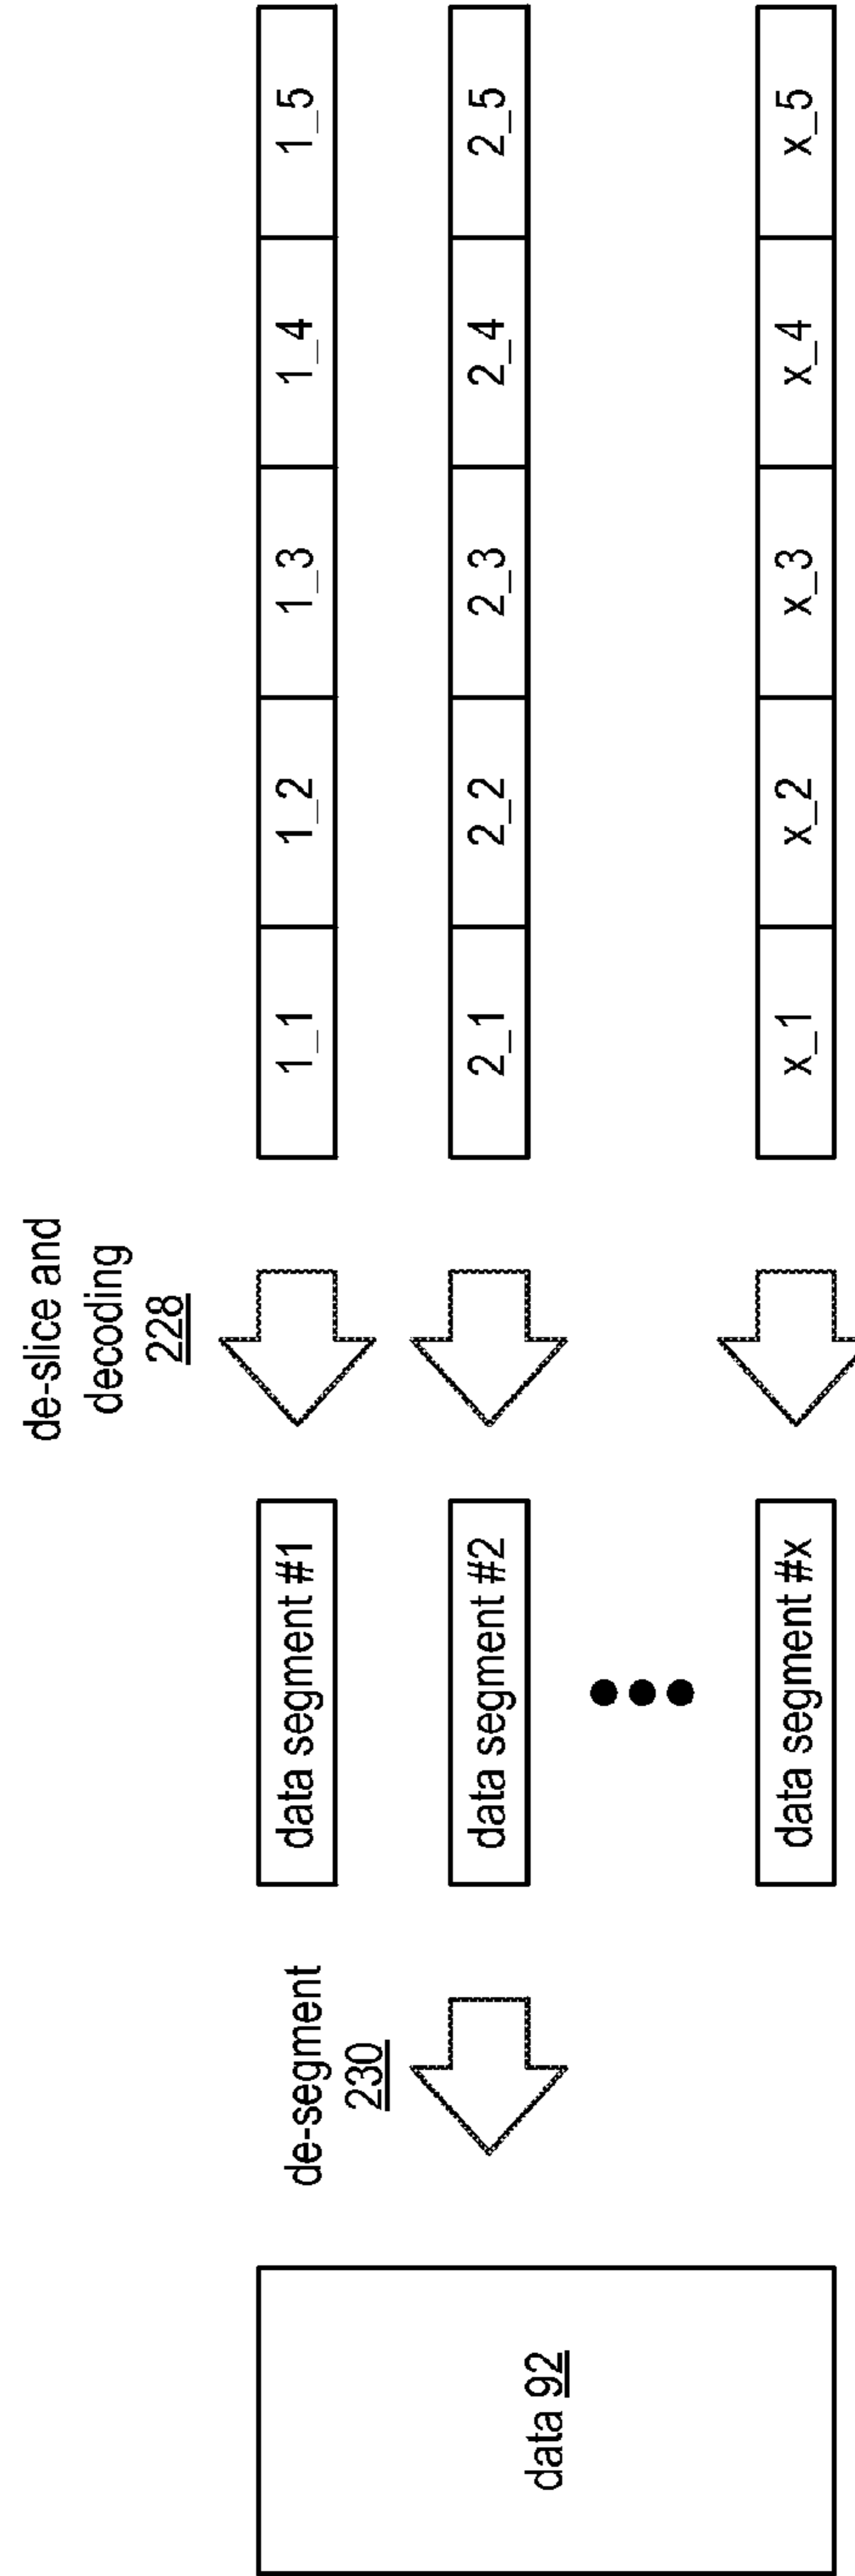 de-slice and
decoding
228
de-segment
230
data 92
data segment #1
1_1
1_2
1_3
1_4
1_5
data segment #2
2_1
2_2
2_3
2_4
2_5
data segment #x
x_1
x_2
x_3
x_4
x_5